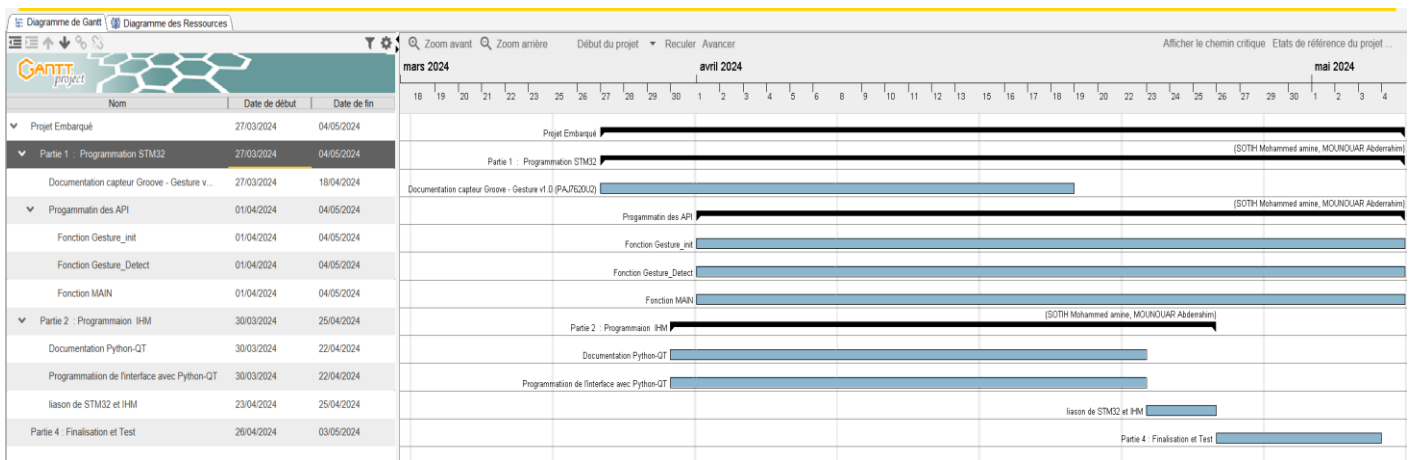 Diagramme de Gantt Diagramme des Ressources
Zoom avant Zoom arrière Début du projet Reculer Avancer Afficher le chemin critique Etats de référence du projet ...
GANTT project
mars 2024 avril 2024 mai 2024
Nom Date de début Date de fin
18 19 20 21 22 23 25 26 27 28 29 30 1 2 3 4 5 6 8 9 10 11 12 13 15 16 17 18 19 20 22 23 24 25 26 27 29 30 1 2 3 4
Projet Embarqué 27/03/2024 04/05/2024
Projet Embarqué
Partie 1 : Programmation STM32 27/03/2024 04/05/2024
(SOTIH Mohammed amine, MOUNOUAR Abderrahim)
Partie 1 : Programmation STM32
Documentation capteur Groove - Gesture v... 27/03/2024 18/04/2024
Documentation capteur Groove - Gesture v1.0 (PAJ7620U2)
Progammatin des API 01/04/2024 04/05/2024
(SOTIH Mohammed amine, MOUNOUAR Abderrahim)
Progammatin des API
Fonction Gesture_init 01/04/2024 04/05/2024
Fonction Gesture_init
Fonction Gesture_Detect 01/04/2024 04/05/2024
Fonction Gesture_Detect
Fonction MAIN 01/04/2024 04/05/2024
Fonction MAIN
Partie 2 : Programmaion IHM 30/03/2024 25/04/2024
(SOTIH Mohammed amine, MOUNOUAR Abderrahim)
Partie 2 : Programmaion IHM
Documentation Python-QT 30/03/2024 22/04/2024
Documentation Python-QT
Programmatiion de l'interface avec Python-QT 30/03/2024 22/04/2024
Programmatiion de l'interface avec Python-QT
liason de STM32 et IHM 23/04/2024 25/04/2024
liason de STM32 et IHM
Partie 4 : Finalisation et Test 26/04/2024 03/05/2024
Partie 4 : Finalisation et Test